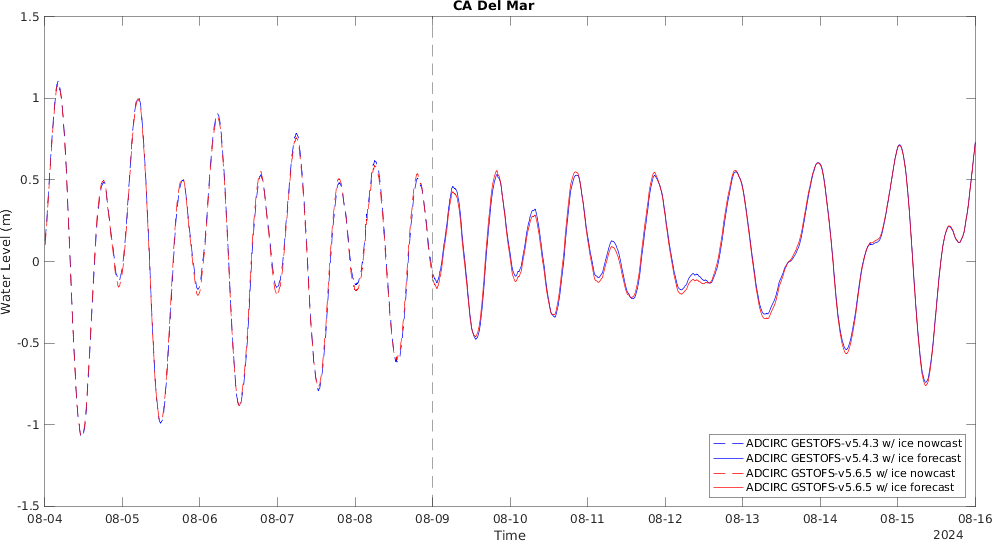 CA Del Mar
1.5
1
0.5
0
-0.5
-1
-1.5
Water Level (m)
08-04 08-05 08-06 08-07 08-08 08-09 08-10 08-11 08-12 08-13 08-14 08-15 08-16
Time
2024
ADCIRC GESTOFS-v5.4.3 w/ ice nowcast
ADCIRC GESTOFS-v5.4.3 w/ ice forecast
ADCIRC GSTOFS-v5.6.5 w/ ice nowcast
ADCIRC GSTOFS-v5.6.5 w/ ice forecast